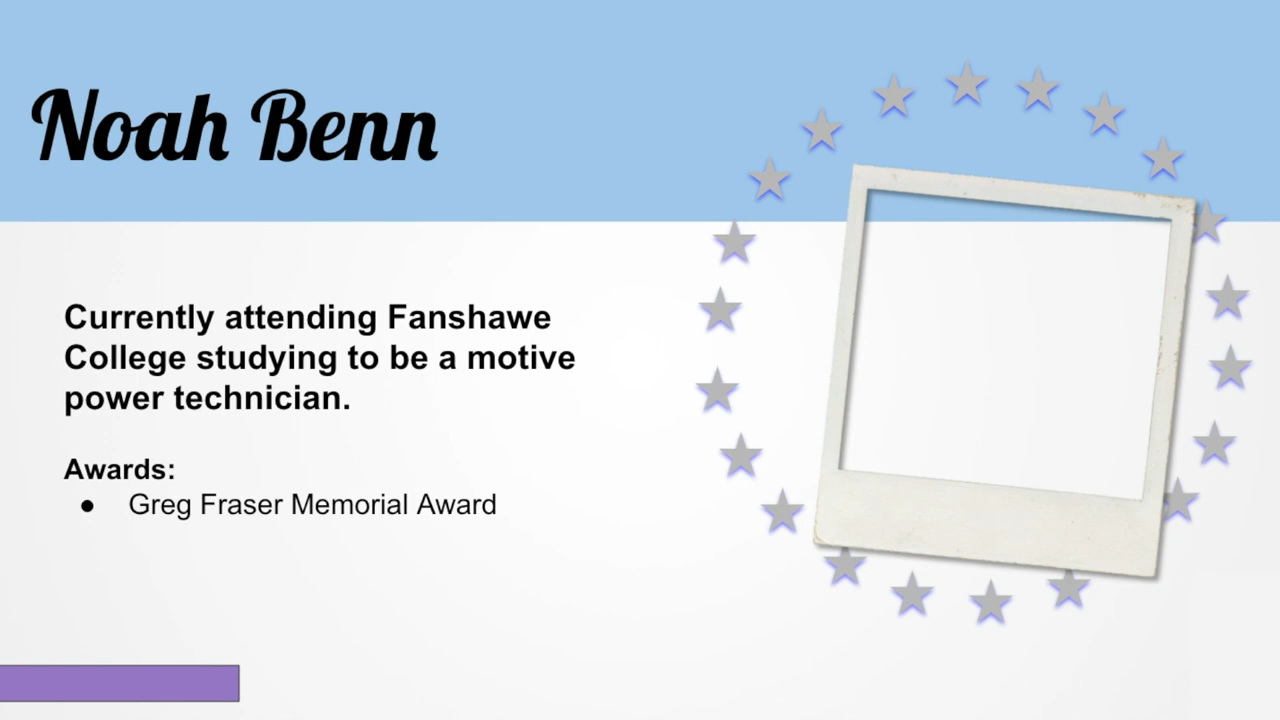 Noah Benn
Currently attending Fanshawe
College studying to be a motive
power technician.
Awards:
● Greg Fraser Memorial Award